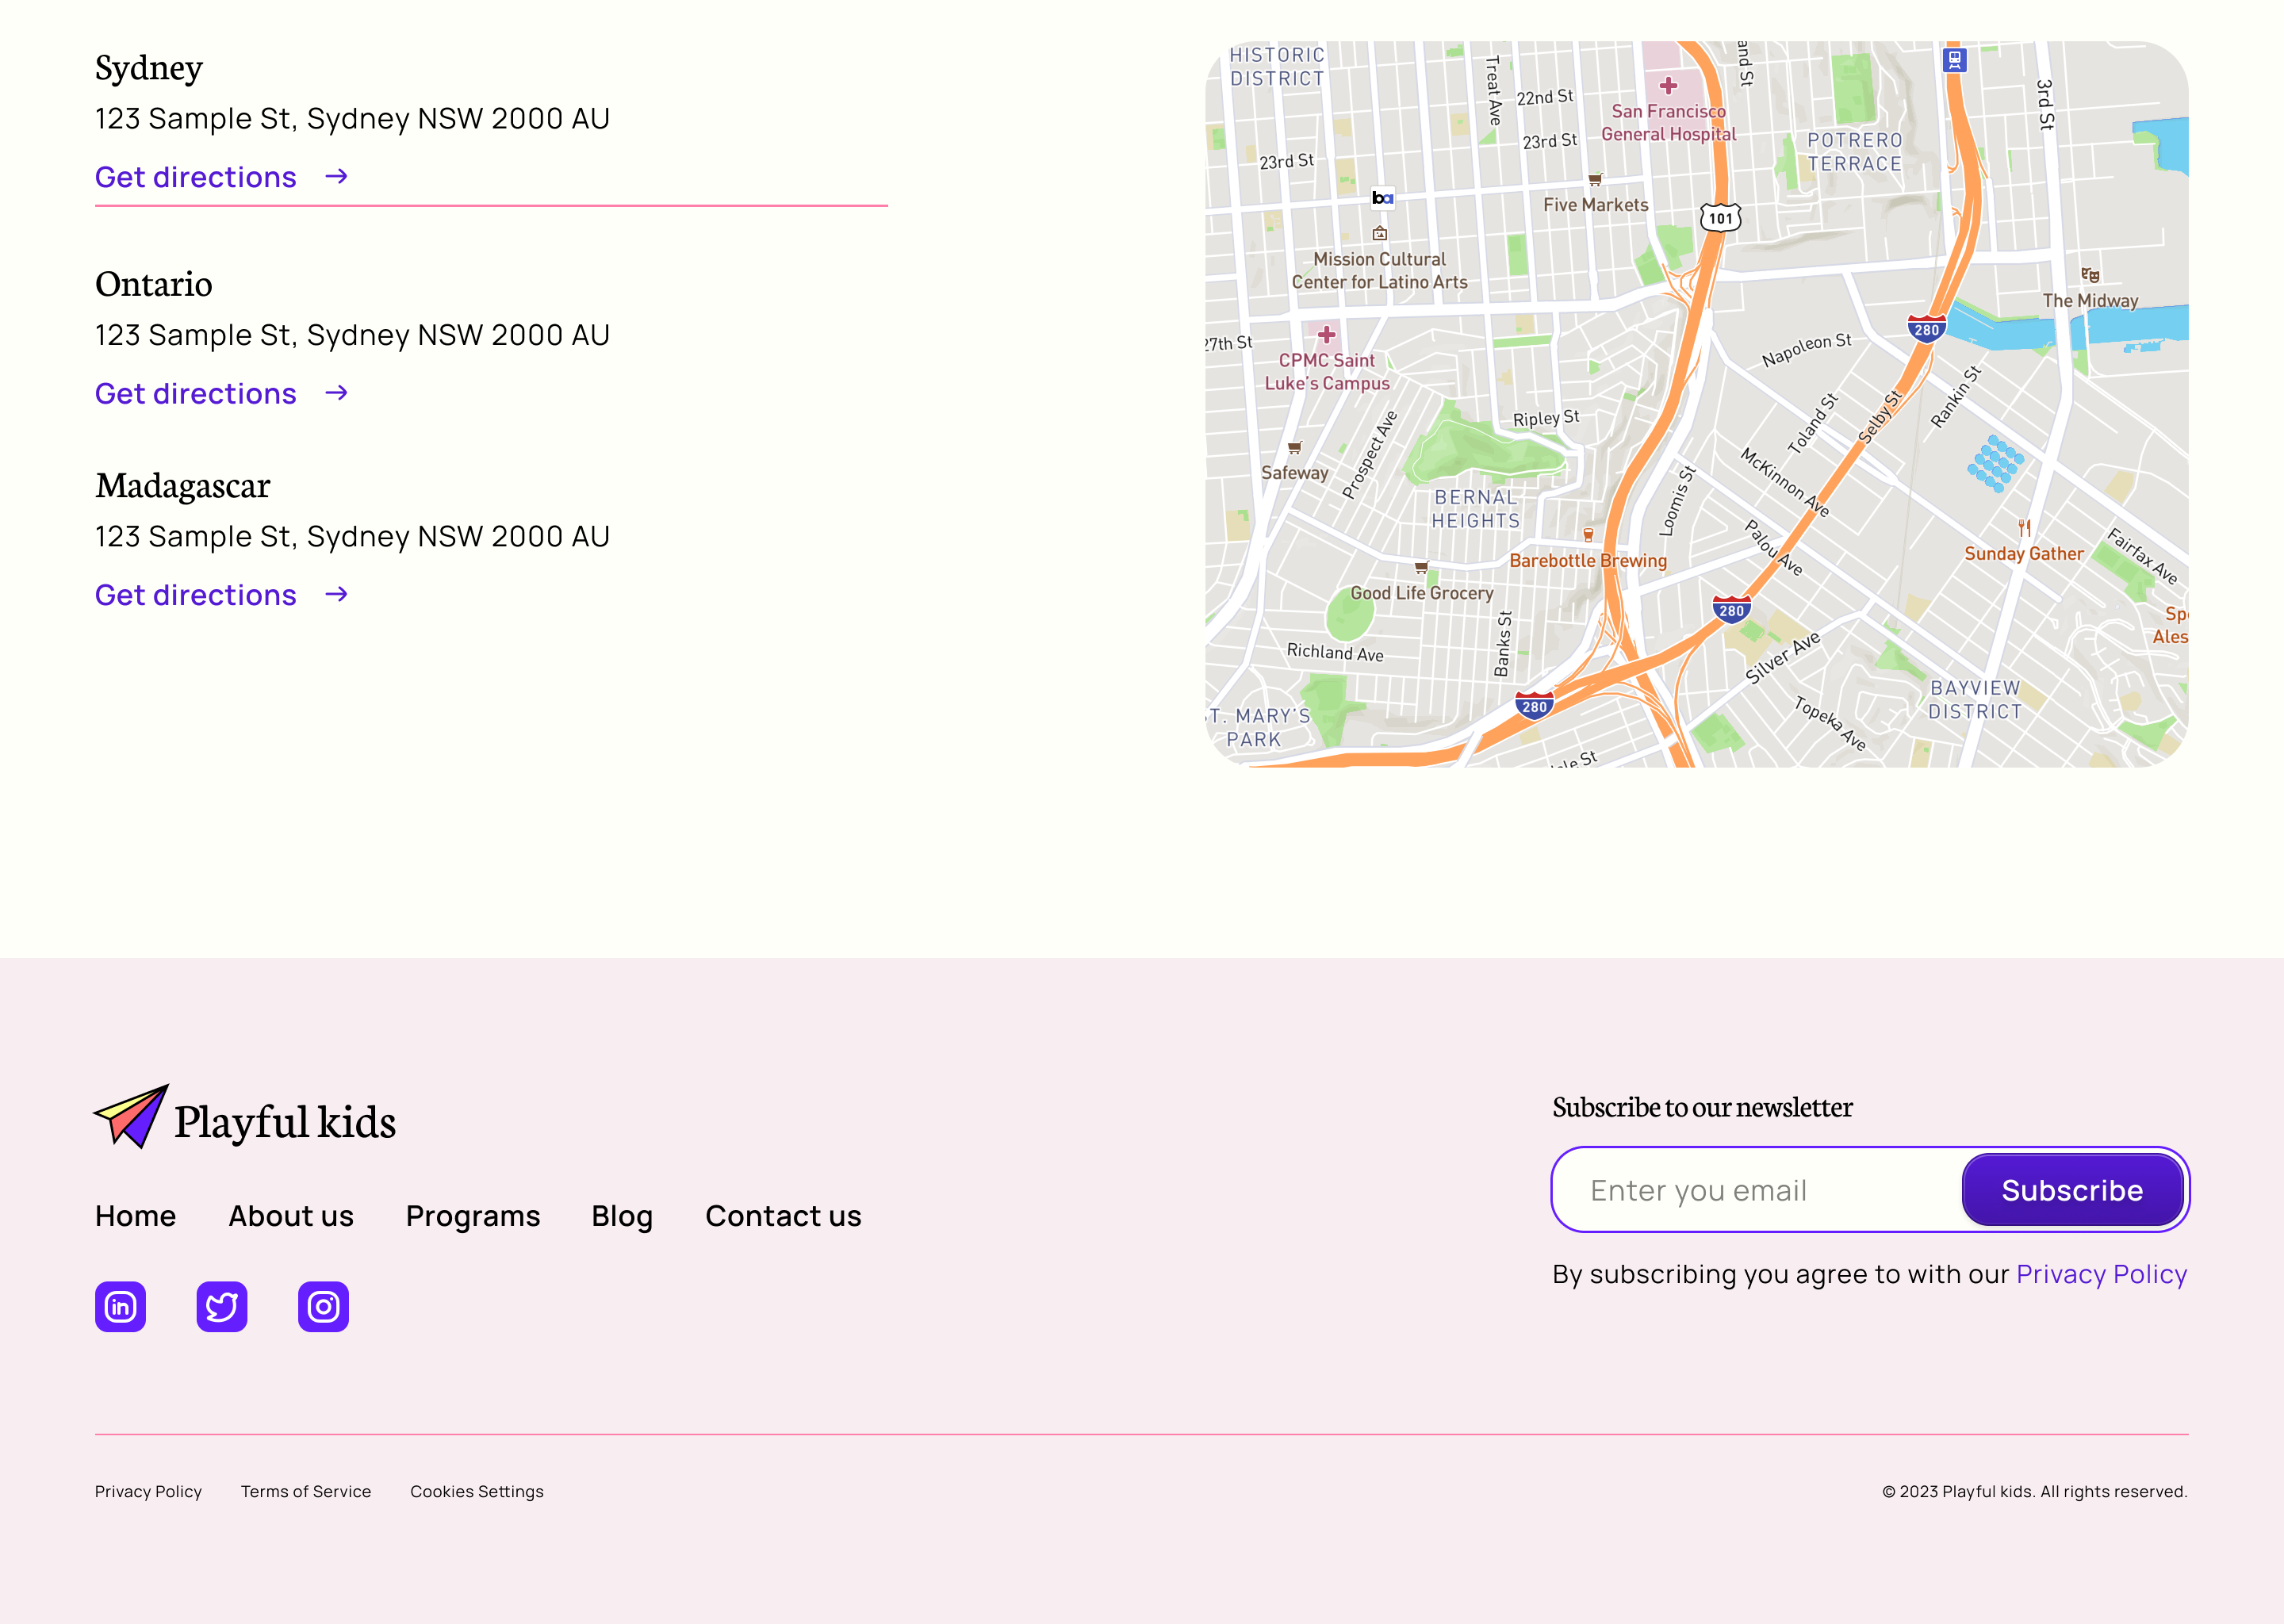 Sydney
123 Sample St, Sydney NSW 2000 AU
Get directions
Ontario
123 Sample St, Sydney NSW 2000 AU
Get directions
Madagascar
123 Sample St, Sydney NSW 2000 AU
Get directions
HISTORIC
DISTRICT
Treat Ave
22nd St
23rd St
23rd St
San Francisco
General Hospital
and St
POTRERO
TERRACE
3rd St
ba
Five Markets
101
Mission Cultural
Center for Latino Arts
The Midway
280
27th St
CPMC Saint
Luke's Campus
Napoleon St
Toland St
Selby St
Rankin St
Ripley St
Prospect Ave
Safeway
BERNAL
HEIGHTS
Loomis St
McKinnon Ave
Palou Ave
Barebottle Brewing
Sunday Gather
Fairfax Ave
Good Life Grocery
280
Banks St
Richland Ave
Silver Ave
Spe
Ales
280
T. MARY'S
PARK
BAYVIEW
DISTRICT
Topeka Ave
ale St
Playful kids
Home About us Programs Blog Contact us
in
Subscribe to our newsletter
Enter you email
Subscribe
By subscribing you agree to with our Privacy Policy
Privacy Policy Terms of Service Cookies Settings
© 2023 Playful kids. All rights reserved.